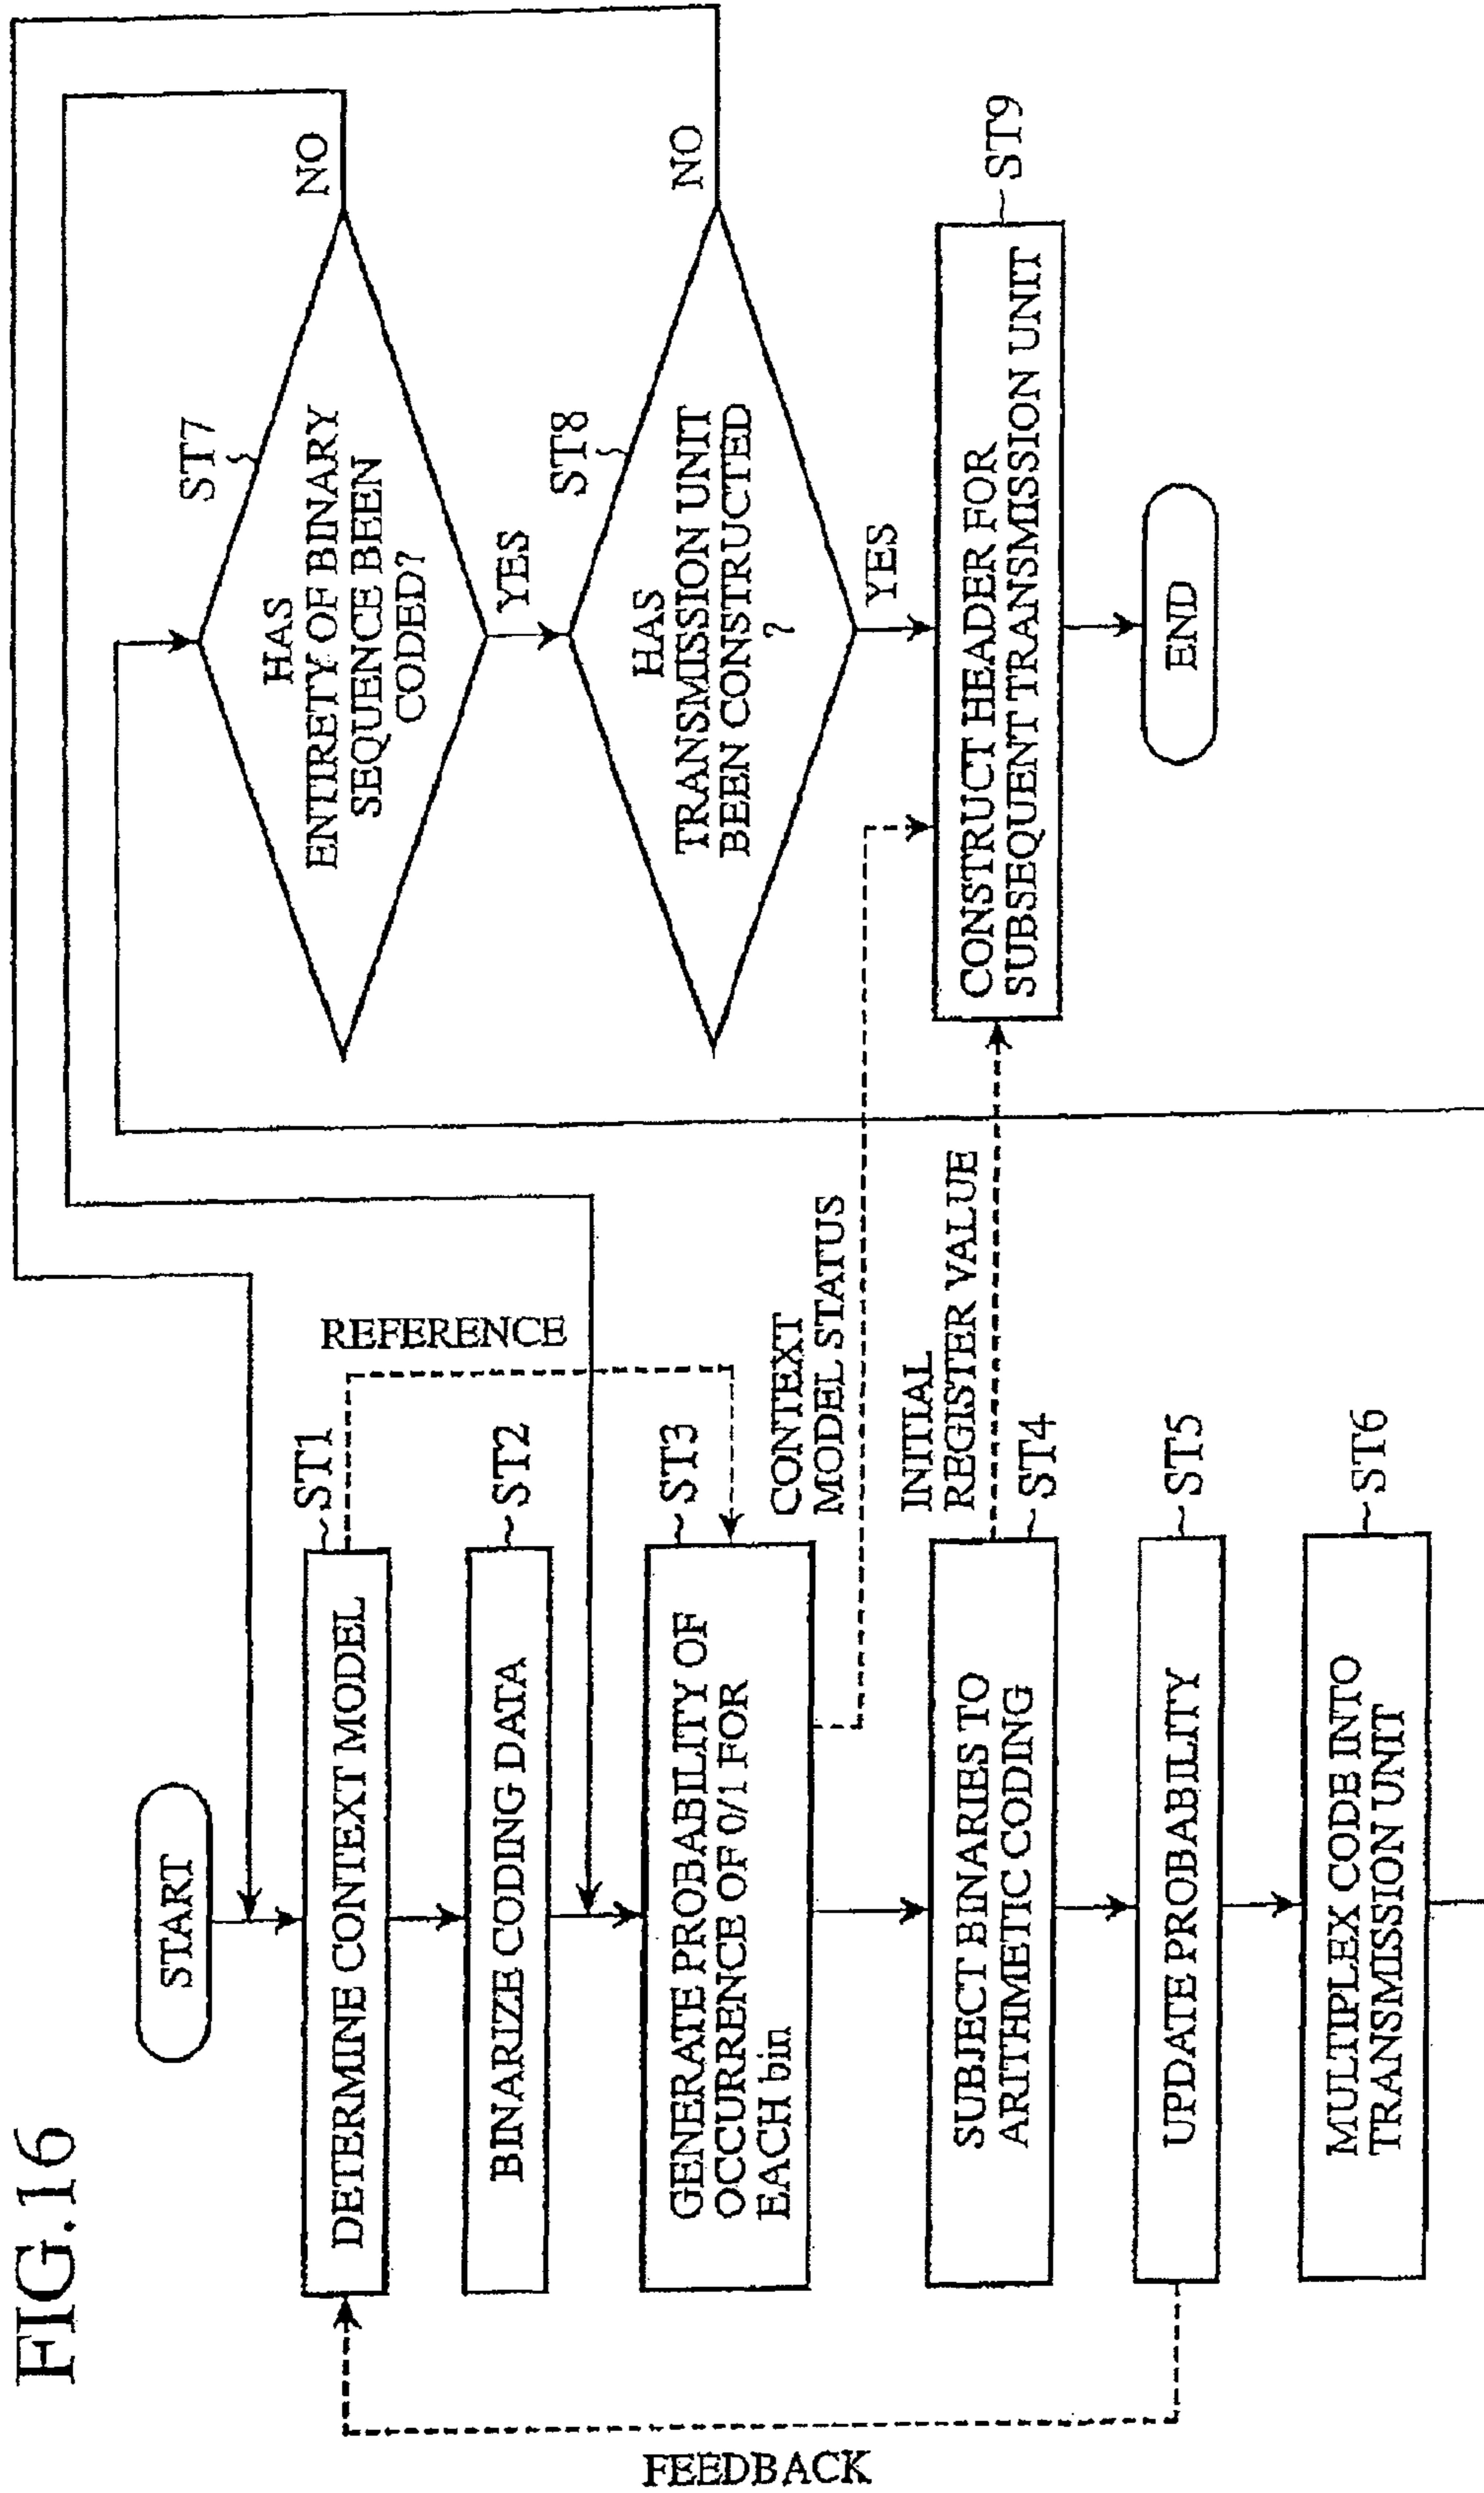 FIG.16
START
DETERMINE CONTEXT MODEL
ST1
BINARIZE CODING DATA
ST2
REFERENCE
GENERATE PROBABILITY OF
OCCURRENCE OF 0/1 FOR
EACH bin
ST3
CONTEXT
MODEL STATUS
INITIAL
REGISTER VALUE
SUBJECT BINARIES TO
ARITHMETIC CODING
ST4
UPDATE PROBABILITY
ST5
FEEDBACK
MULTIPLEX CODE INTO
TRANSMISSION UNIT
ST6
HAS
ENTIRETY OF BINARY
SEQUENCE BEEN
CODED?
ST7
NO
YES
HAS
TRANSMISSION UNIT
BEEN CONSTRUCTED
?
ST8
NO
YES
CONSTRUCT HEADER FOR
SUBSEQUENT TRANSMISSION UNIT
ST9
END